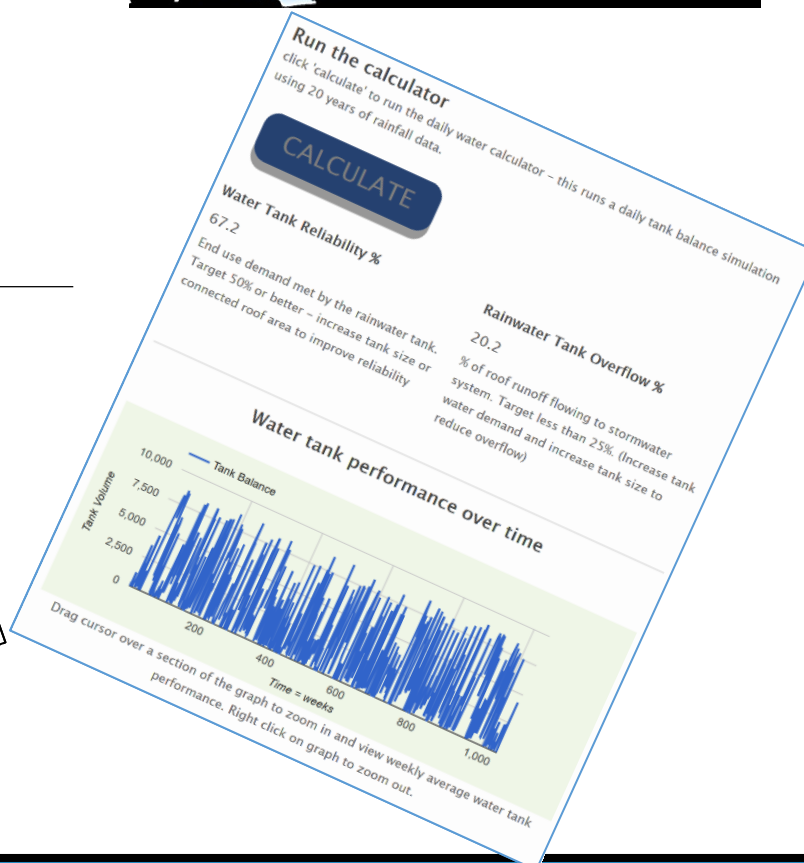 Run the calculator
click 'calculate' to run the daily water calculator – this runs a daily tank balance simulation
using 20 years of rainfall data.
CALCULATE
Water Tank Reliability %
67.2
End use demand met by the rainwater tank.
Target 50% or better – increase tank size or
connected roof area to improve reliability
Rainwater Tank Overflow %
20.2
% of roof runoff flowing to stormwater
system. Target less than 25%. (Increase tank
water demand and increase tank size to
reduce overflow)
Water tank performance over time
Tank Balance
Tank Volume
10,000
7,500
5,000
2,500
0
200
400
600
800
1,000
Time = weeks
Drag cursor over a section of the graph to zoom in and view weekly average water tank
performance. Right click on graph to zoom out.